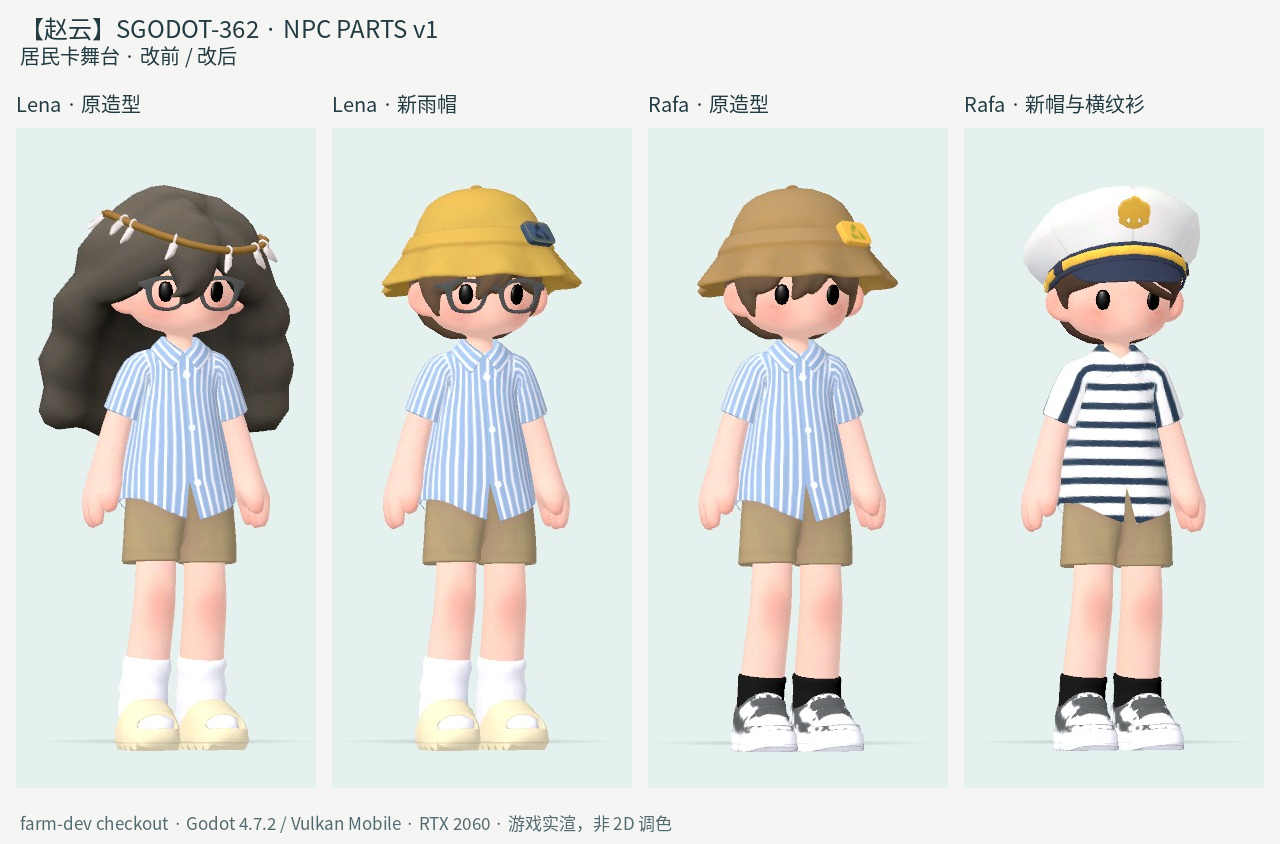 【赵云】SGODOT-362 · NPC PARTS v1
居民卡舞台 · 改前 / 改后
Lena · 原造型
Lena · 新雨帽
Rafa · 原造型
Rafa · 新帽与横纹衫
farm-dev checkout · Godot 4.7.2 / Vulkan Mobile · RTX 2060 · 游戏实渲，非 2D 调色